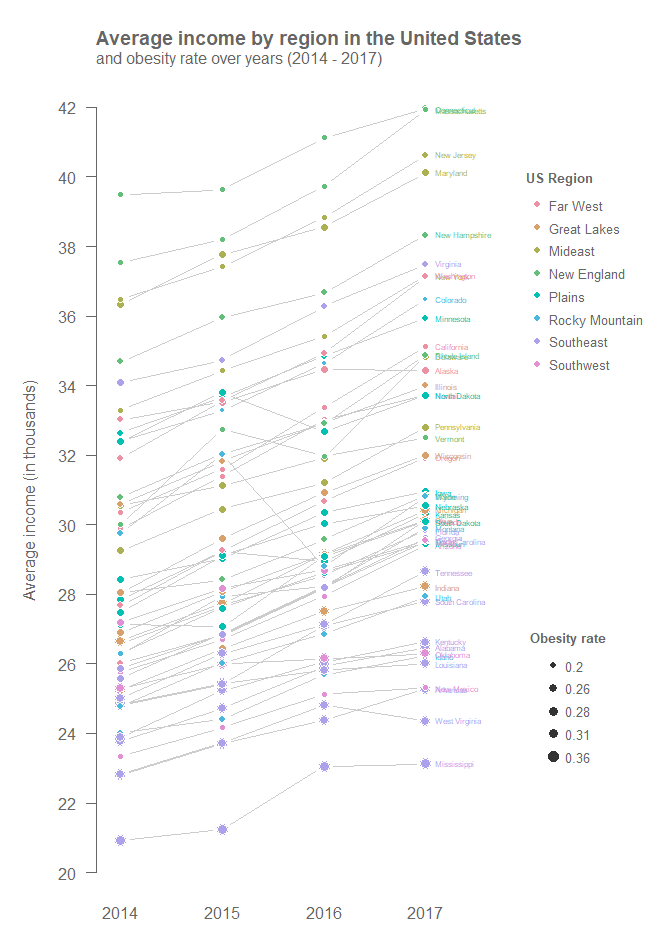 Average income by region in the United States
and obesity rate over years (2014 - 2017)
Average income (in thousands)
42
40
38
36
34
32
30
28
26
24
22
20
2014
2015
2016
2017
New Jersey
Maryland
New Hampshire
Virginia
Colorado
Minnesota
California
Rhode Island
Alaska
Illinois
North Dakota
Pennsylvania
Vermont
Wisconsin
Oregon
Nebraska
Kansas
South Dakota
Montana
Tennessee
Indiana
Utah
South Carolina
Kentucky
Alabama
Oklahoma
Louisiana
New Mexico
West Virginia
Mississippi
US Region
Far West
Great Lakes
Mideast
New England
Plains
Rocky Mountain
Southeast
Southwest
Obesity rate
0.2
0.26
0.28
0.31
0.36